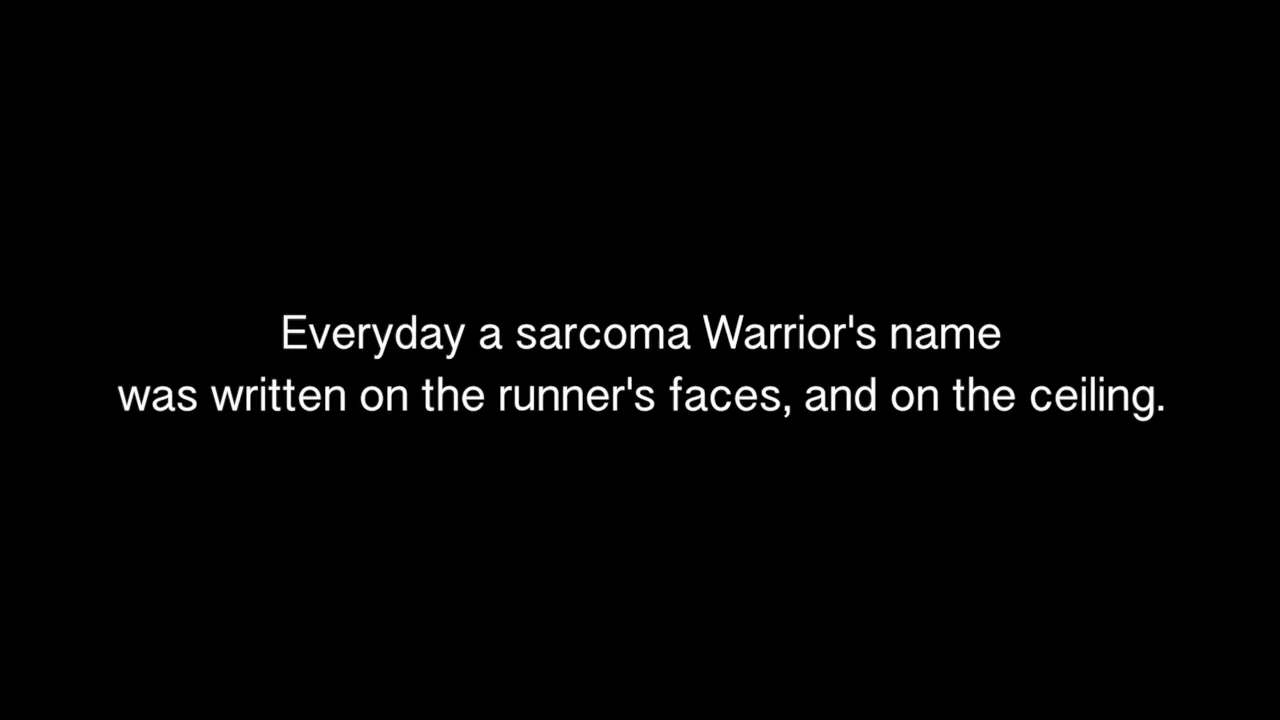 Everyday a sarcoma Warrior's name
was written on the runner's faces, and on the ceiling.